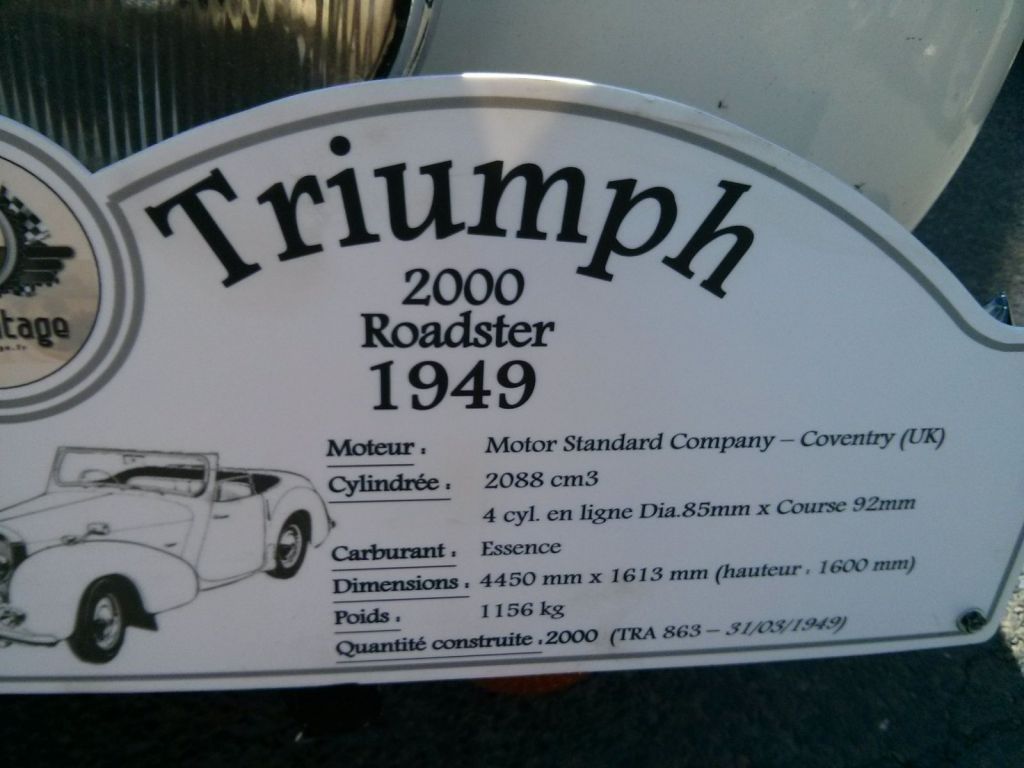 Triumph
2000
Roadster
1949
Moteur : Motor Standard Company – Coventry (UK)
Cylindrée : 2088 cm3
4 cyl. en ligne Dia.85mm x Course 92mm
Carburant : Essence
Dimensions : 4450 mm x 1613 mm (hauteur : 1600 mm)
Poids : 1156 kg
Quantité construite : 2000 (TRA 863 – 31/03/1949)
tage